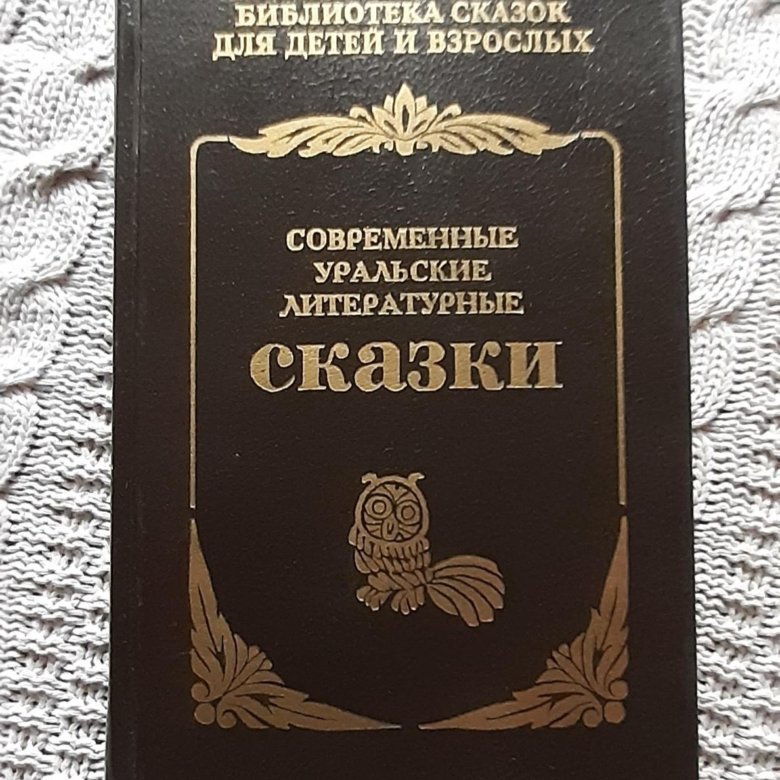 БИБЛИОТЕКА СКАЗОК
ДЛЯ ДЕТЕЙ И ВЗРОСЛЫХ
СОВРЕМЕННЫЕ
УРАЛЬСКИЕ
ЛИТЕРАТУРНЫЕ
сказки